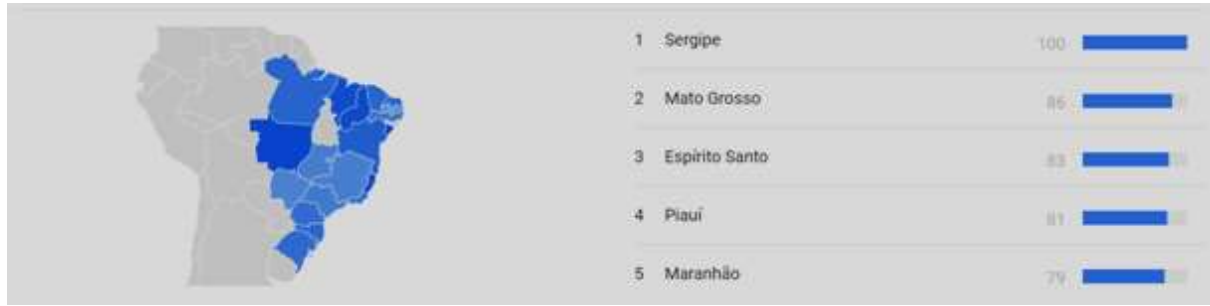 1 Sergipe 100
2 Mato Grosso 86
3 Espírito Santo 83
4 Piauí 81
5 Maranhão 79